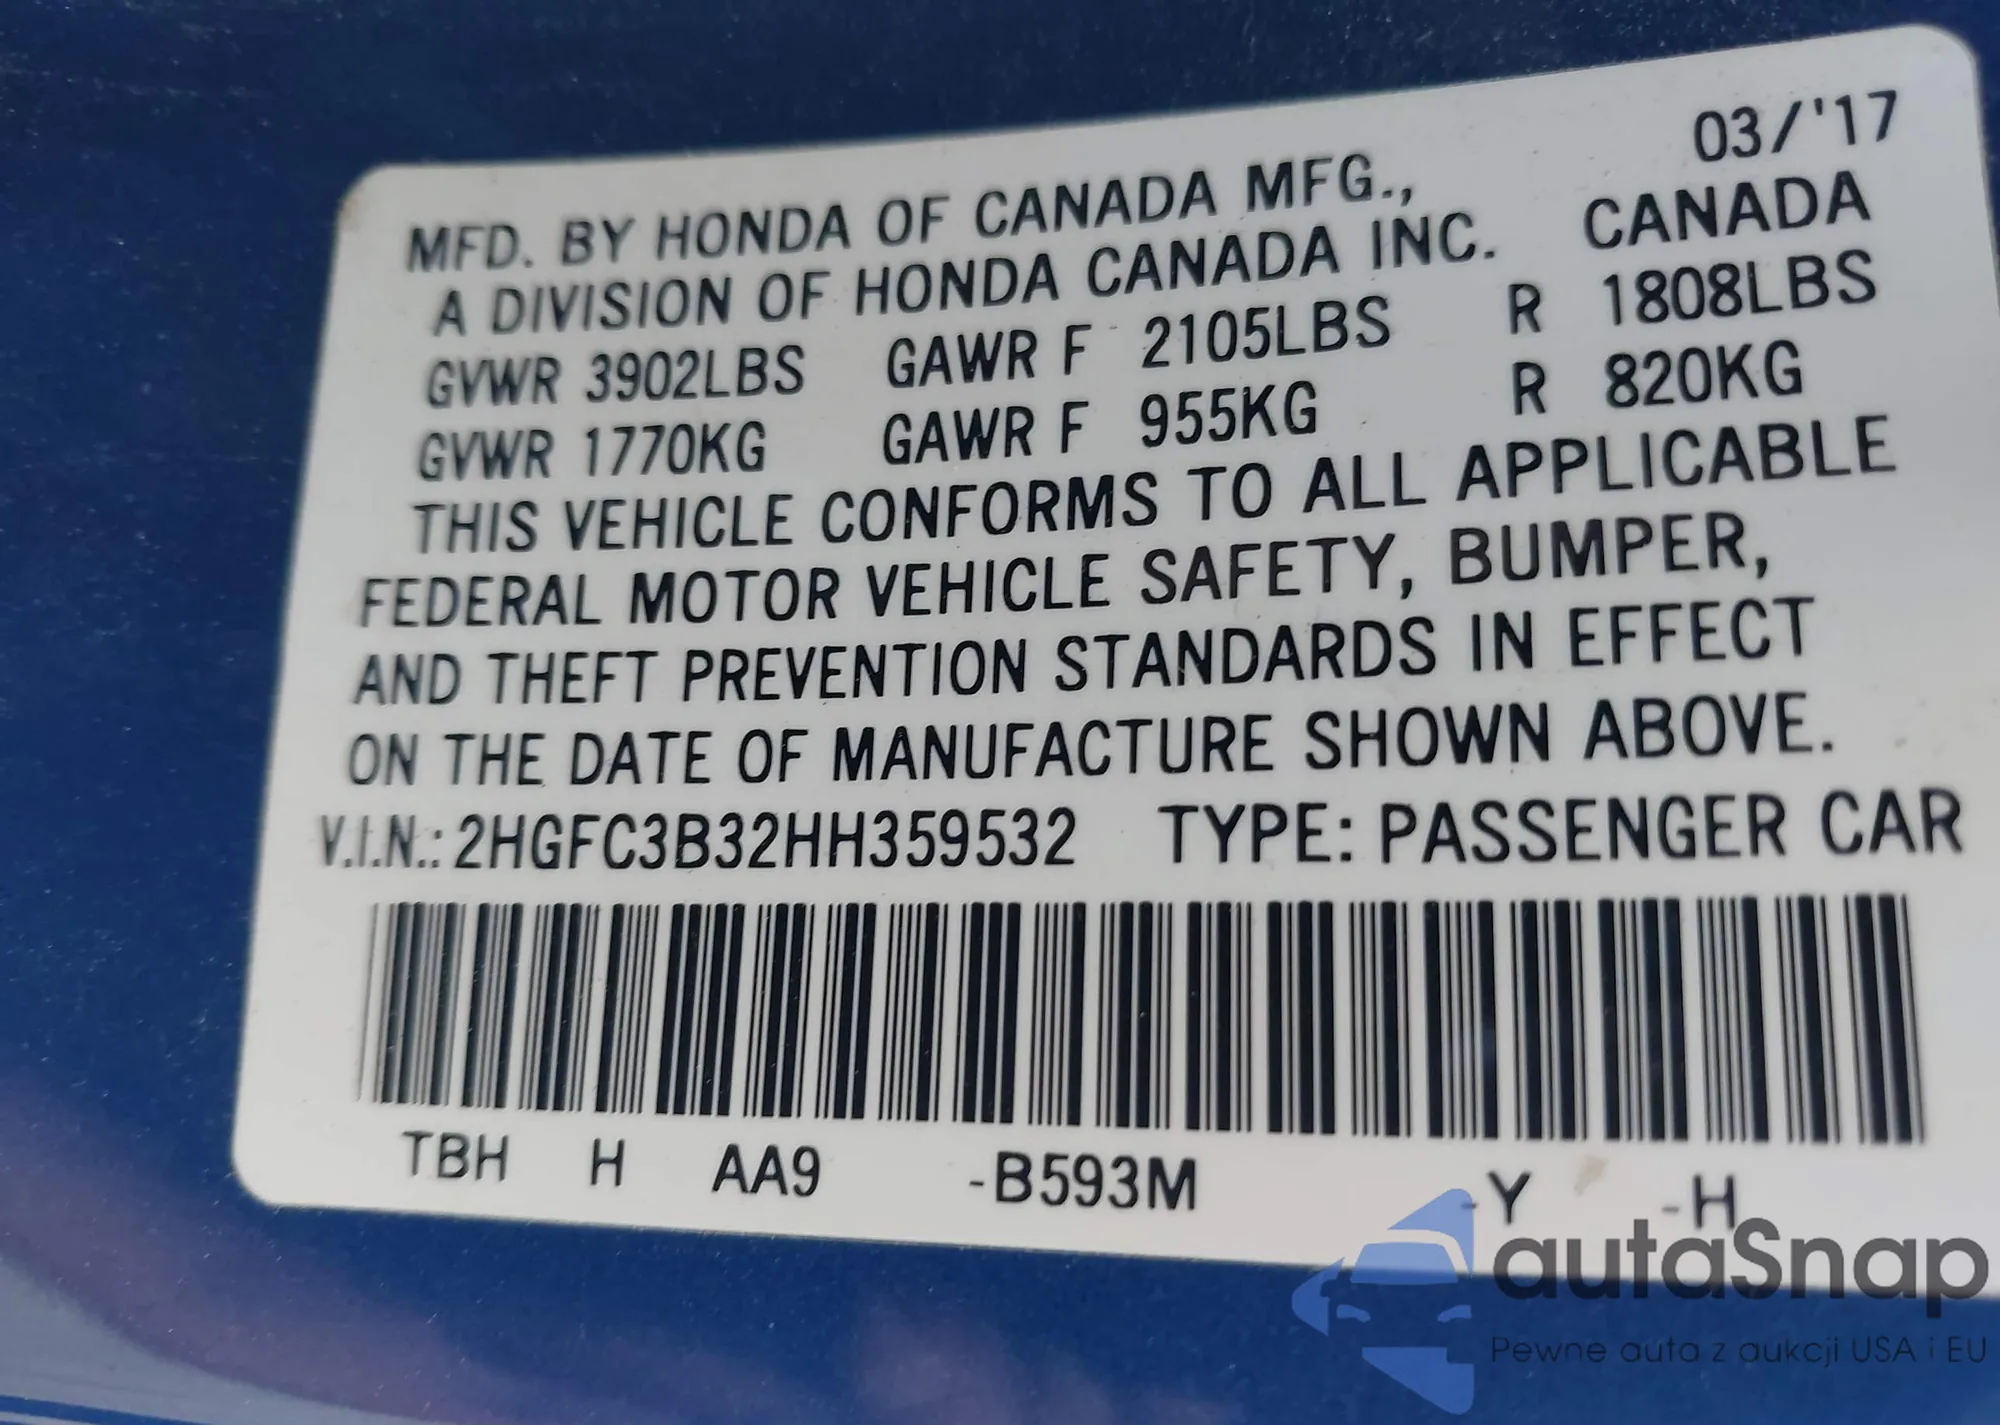 03/'17
MFD. BY HONDA OF CANADA MFG.,
A DIVISION OF HONDA CANADA INC. CANADA
GVWR 3902LBS GAWR F 2105LBS R 1808LBS
GVWR 1770KG GAWR F 955KG R 820KG
THIS VEHICLE CONFORMS TO ALL APPLICABLE
FEDERAL MOTOR VEHICLE SAFETY, BUMPER,
AND THEFT PREVENTION STANDARDS IN EFFECT
ON THE DATE OF MANUFACTURE SHOWN ABOVE.
V.I.N.: 2HGFC3B32HH359532 TYPE: PASSENGER CAR
TBH H AA9 -B593M -Y -H
autaSnap
Pewne auta z aukcji USA i EU